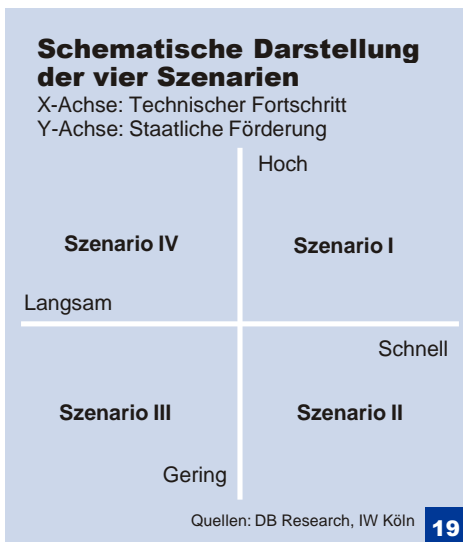 Schematische Darstellung
der vier Szenarien
X-Achse: Technischer Fortschritt
Y-Achse: Staatliche Förderung
Hoch
Szenario IV
Szenario I
Langsam
Schnell
Szenario III
Szenario II
Gering
Quellen: DB Research, IW Köln
19